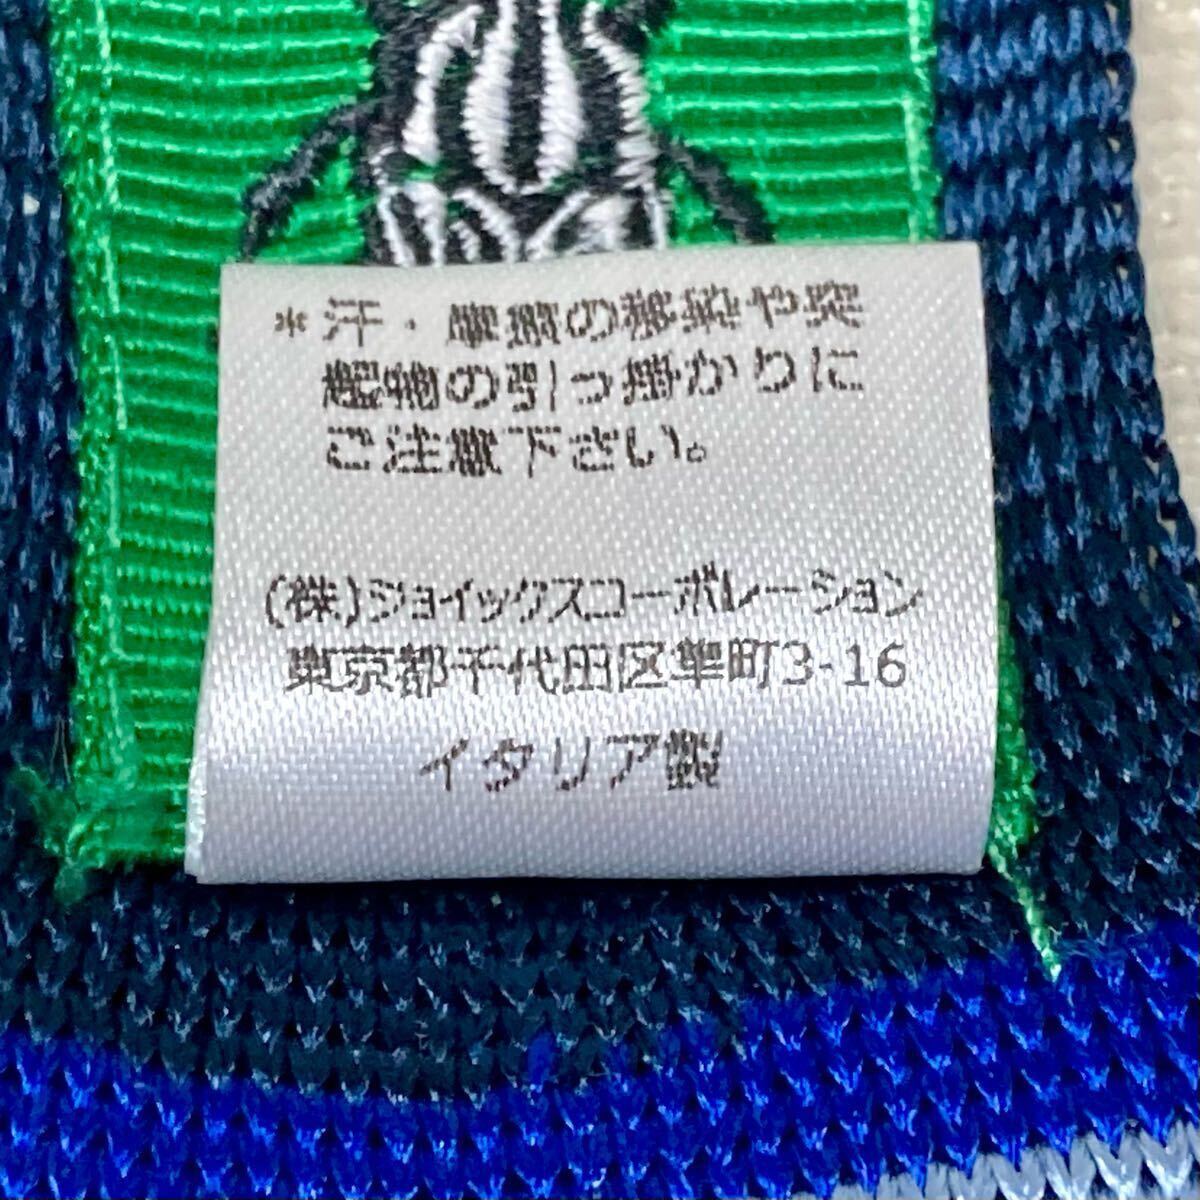 *汗・摩擦の移染や突
起物の引っ掛かりに
ご注意下さい。
(株)ジョイックスコーポレーション
東京都千代田区隼町3-16
イタリア製